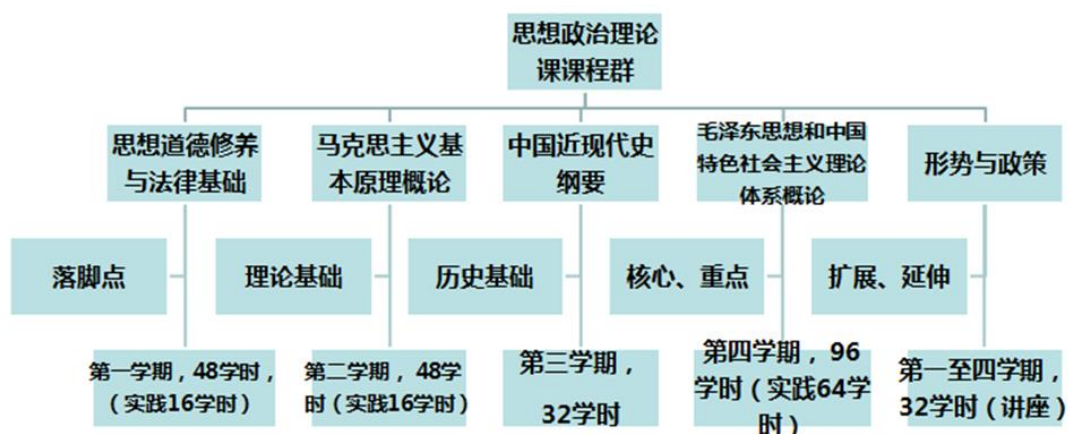 思想政治理论
课课程群
思想道德修养
与法律基础
马克思主义基
本原理概论
中国近现代史
纲要
毛泽东思想和中国
特色社会主义理论
体系概论
形势与政策
落脚点
理论基础
历史基础
核心、重点
扩展、延伸
第一学期，48学时，
（实践16学时）
第二学期， 48学
时（实践16学时）
第三学期，
32学时
第四学期， 96
学时（实践64学
时）
第一至四学期，
32学时（讲座）